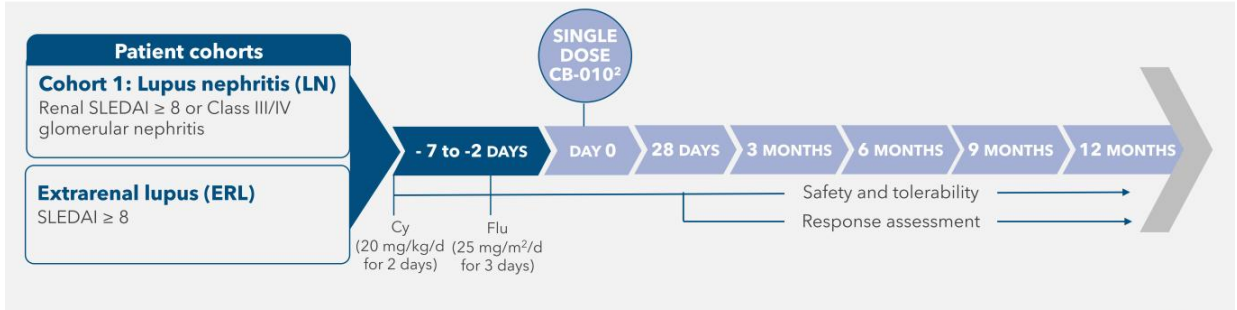 Patient cohorts
Cohort 1: Lupus nephritis (LN)
Renal SLEDAI ≥ 8 or Class III/IV
glomerular nephritis
Extrarenal lupus (ERL)
SLEDAI ≥ 8
SINGLE
DOSE
CB-010²
- 7 to -2 DAYS
DAY 0
28 DAYS
3 MONTHS
6 MONTHS
9 MONTHS
12 MONTHS
Safety and tolerability
Response assessment
Cy
(20 mg/kg/d
for 2 days)
Flu
(25 mg/m²/d
for 3 days)